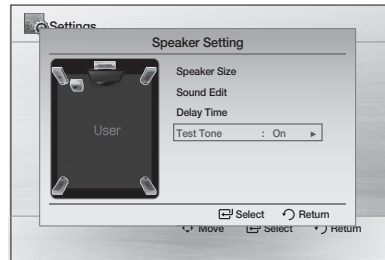 Settings
Speaker Setting
Speaker Size
Sound Edit
Delay Time
User
Test Tone : On ►
Select Return
Move Select Return